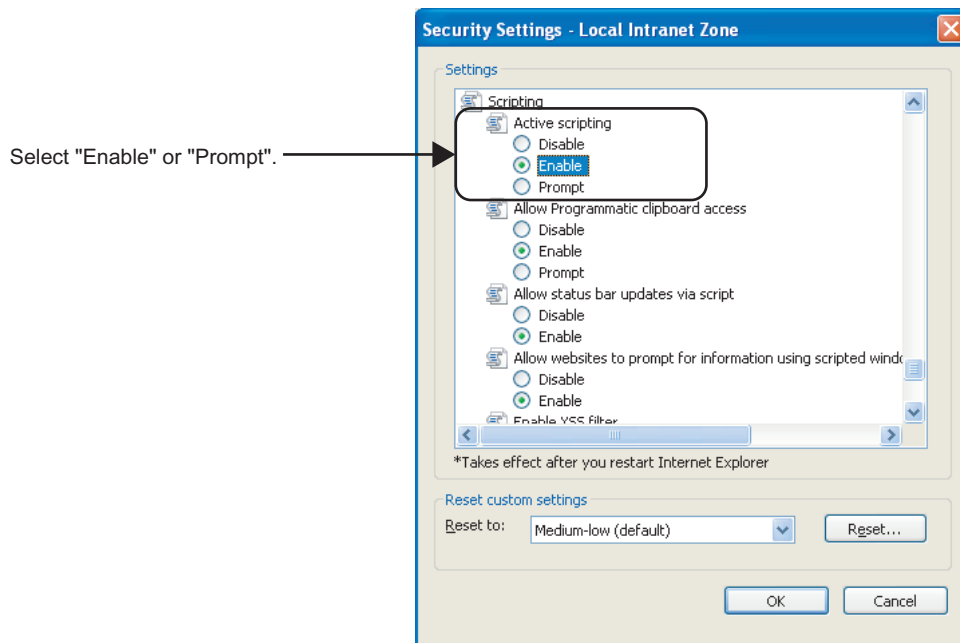 Security Settings - Local Intranet Zone
Settings
Scripting
Active scripting
Disable
Select "Enable" or "Prompt".
Enable
Prompt
Allow Programmatic clipboard access
Disable
Enable
Prompt
Allow status bar updates via script
Disable
Enable
Allow websites to prompt for information using scripted windo
Disable
Enable
Enable XSS filter
*Takes effect after you restart Internet Explorer
Reset custom settings
Reset to: Medium-low (default) Reset...
OK Cancel